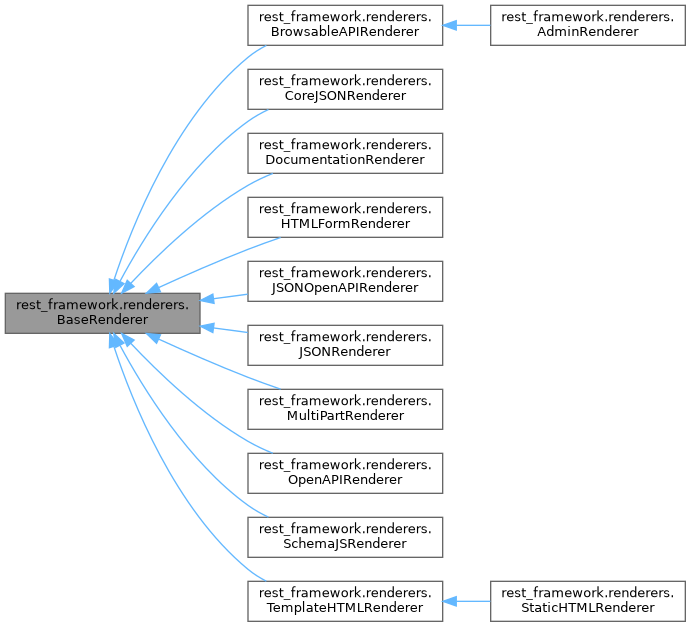 rest_framework.renderers.
BrowsableAPIRenderer
rest_framework.renderers.
AdminRenderer
rest_framework.renderers.
CoreJSONRenderer
rest_framework.renderers.
DocumentationRenderer
rest_framework.renderers.
HTMLFormRenderer
rest_framework.renderers.
JSONOpenAPIRenderer
rest_framework.renderers.
BaseRenderer
rest_framework.renderers.
JSONRenderer
rest_framework.renderers.
MultiPartRenderer
rest_framework.renderers.
OpenAPIRenderer
rest_framework.renderers.
SchemaJSRenderer
rest_framework.renderers.
TemplateHTMLRenderer
rest_framework.renderers.
StaticHTMLRenderer